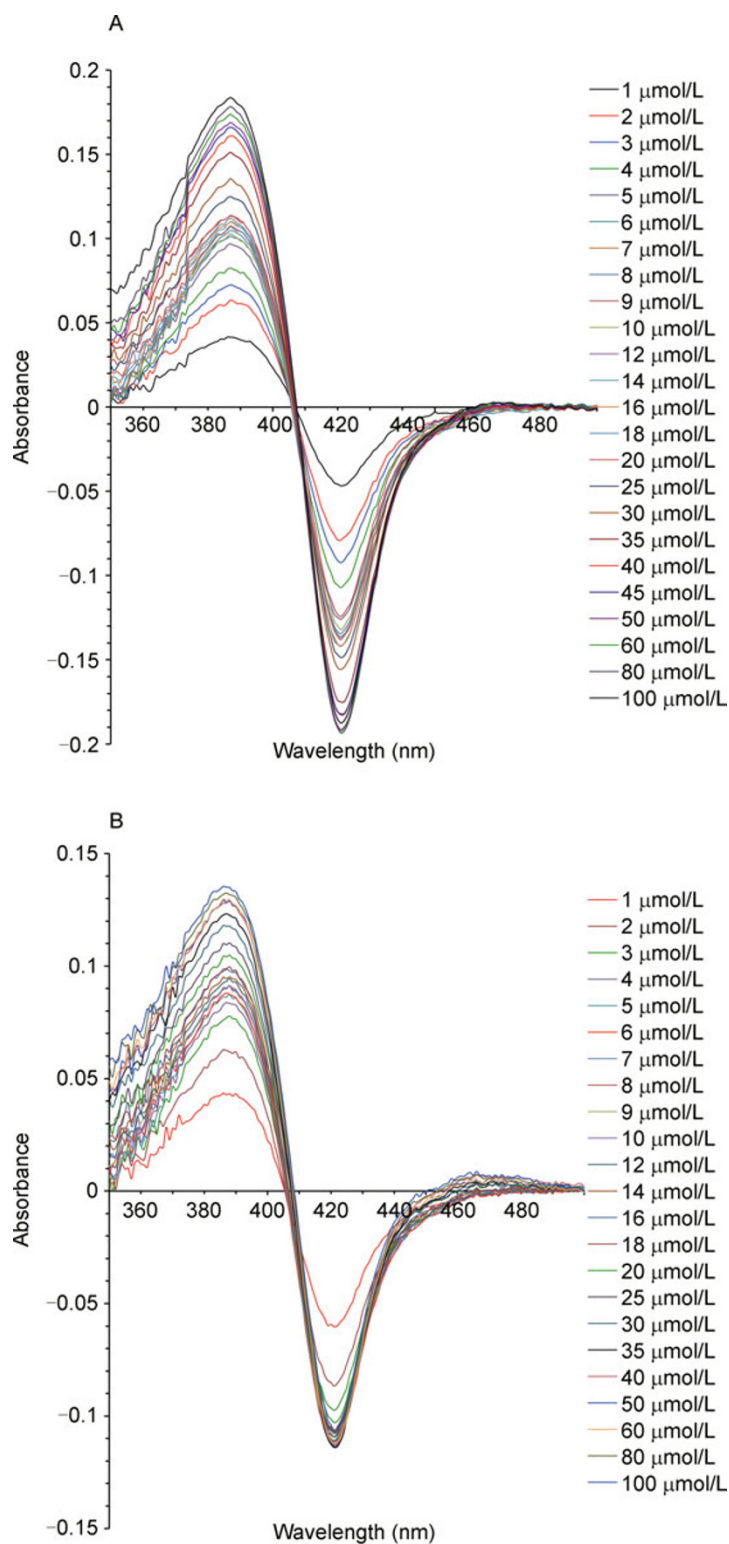 A
0.2
0.15
0.1
0.05
0
−0.05
−0.1
−0.15
−0.2
360
380
400
420
440
460
480
Absorbance
Wavelength (nm)
1 μmol/L
2 μmol/L
3 μmol/L
4 μmol/L
5 μmol/L
6 μmol/L
7 μmol/L
8 μmol/L
9 μmol/L
10 μmol/L
12 μmol/L
14 μmol/L
16 μmol/L
18 μmol/L
20 μmol/L
25 μmol/L
30 μmol/L
35 μmol/L
40 μmol/L
45 μmol/L
50 μmol/L
60 μmol/L
80 μmol/L
100 μmol/L
B
0.15
0.1
0.05
0
−0.05
−0.1
−0.15
360
380
400
420
440
460
480
Absorbance
Wavelength (nm)
1 μmol/L
2 μmol/L
3 μmol/L
4 μmol/L
5 μmol/L
6 μmol/L
7 μmol/L
8 μmol/L
9 μmol/L
10 μmol/L
12 μmol/L
14 μmol/L
16 μmol/L
18 μmol/L
20 μmol/L
25 μmol/L
30 μmol/L
35 μmol/L
40 μmol/L
50 μmol/L
60 μmol/L
80 μmol/L
100 μmol/L